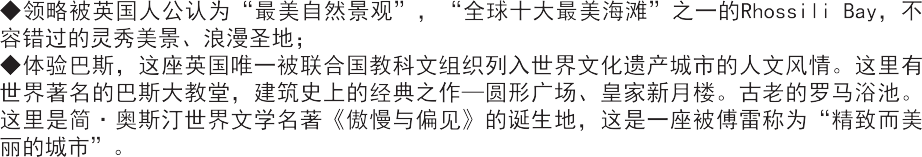 ◆领略被英国人公认为“最美自然景观”，“全球十大最美海滩”之一的Rhossili Bay，不
容错过的灵秀美景、浪漫圣地；
◆体验巴斯，这座英国唯一被联合国教科文组织列入世界文化遗产城市的人文风情。这里有
世界著名的巴斯大教堂，建筑史上的经典之作—圆形广场、皇家新月楼。古老的罗马浴池。
这里是简·奥斯汀世界文学名著《傲慢与偏见》的诞生地，这是一座被傅雷称为“精致而美
丽的城市”。